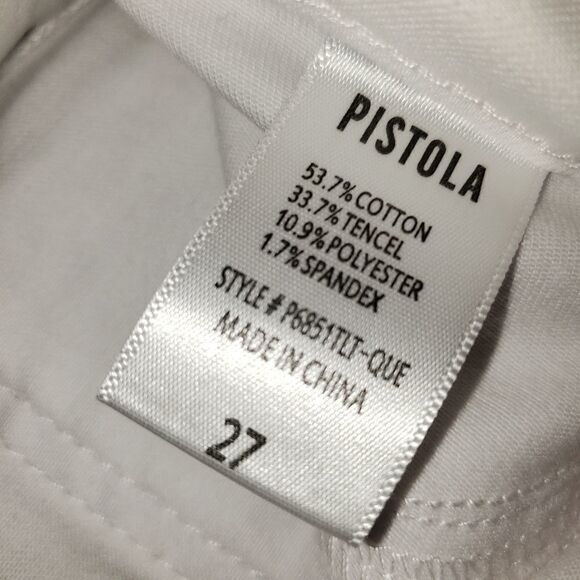 PISTOLA
53.7% COTTON
33.7% TENCEL
10.9% POLYESTER
1.7% SPANDEX
STYLE # P6851TLT-QUE
MADE IN CHINA
27